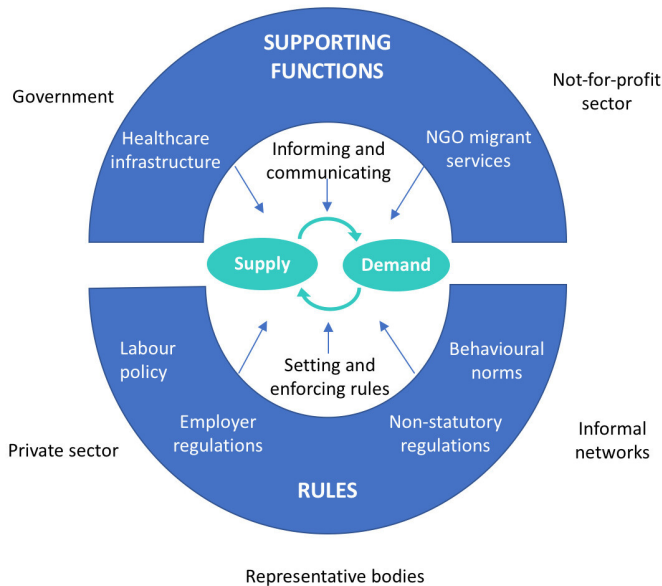 SUPPORTING
FUNCTIONS
Government
Not-for-profit
sector
Healthcare
infrastructure
Informing and
communicating
NGO migrant
services
Supply
Demand
Labour
policy
Setting and
enforcing rules
Behavioural
norms
Employer
regulations
Non-statutory
regulations
Private sector
Informal
networks
RULES
Representative bodies